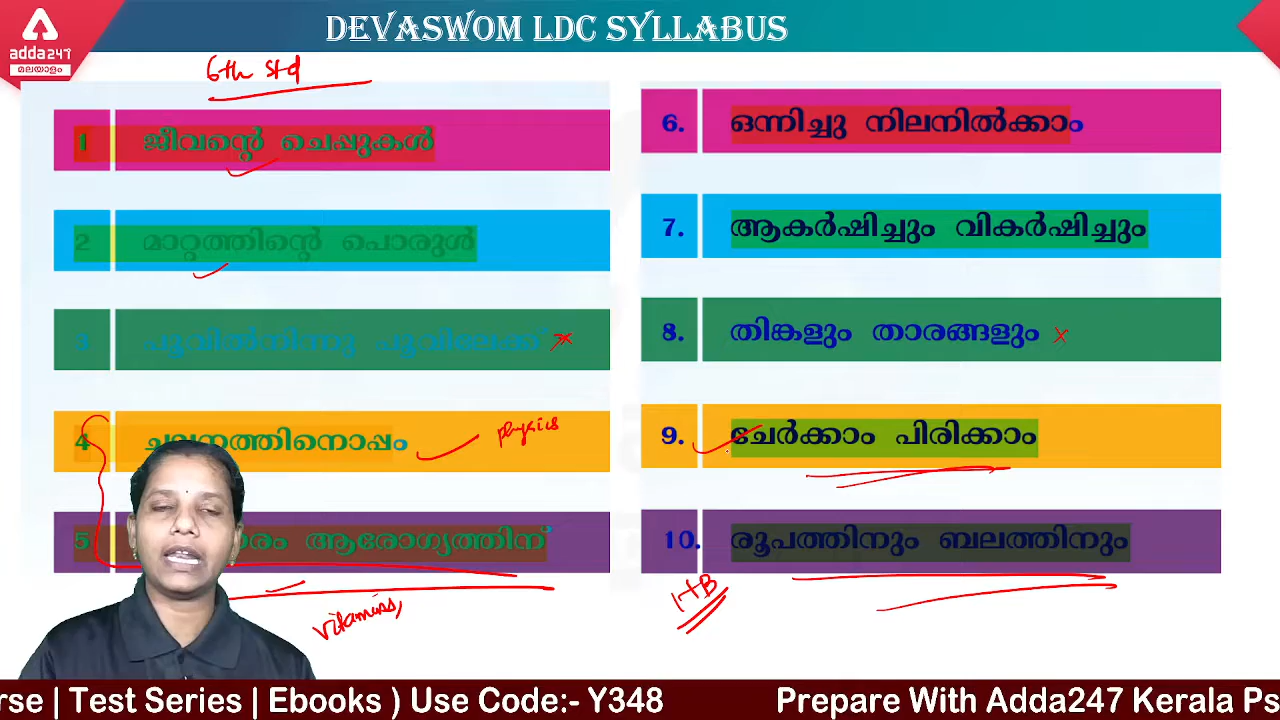 DEVASWOM LDC SYLLABUS
adda247
മലയാളം
6th std
1 ജീവന്റെ ചെപ്പുകൾ
2 മാറ്റത്തിന്റെ പൊരുൾ
3 പൂവിൽനിന്നു പൂവിലേക്ക്
4 ചലനത്തിനൊപ്പം
physics
5 ആരോഗ്യത്തിന്
vitamins,
6. ഒന്നിച്ചു നിലനിൽക്കാം
7. ആകർഷിച്ചും വികർഷിച്ചും
8. തിങ്കളും താരങ്ങളും
9. ചേർക്കാം പിരിക്കാം
10. രൂപത്തിനും ബലത്തിനും
HB
rse | Test Series | Ebooks ) Use Code:- Y348 Prepare With Adda247 Kerala Ps